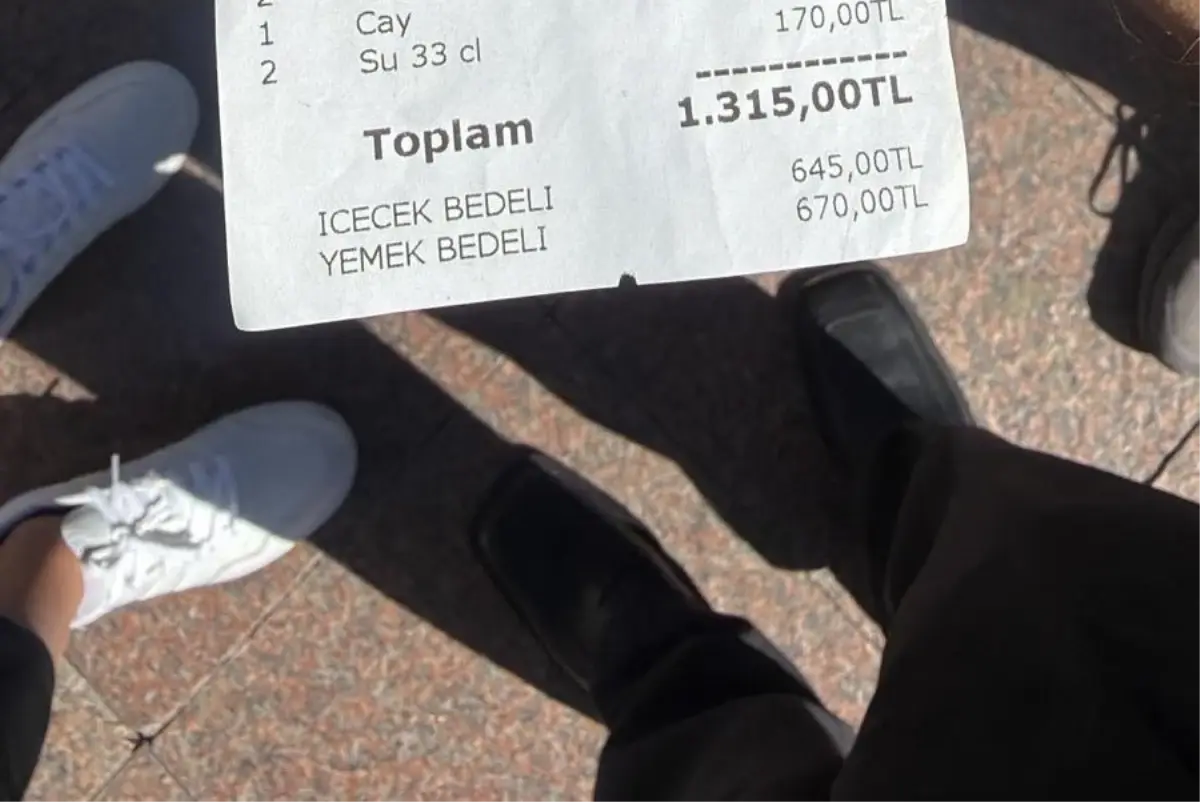 1 Cay
2 Su 33 cl 170,00TL
------------
Toplam 1.315,00TL
ICECEK BEDELI 645,00TL
YEMEK BEDELI 670,00TL